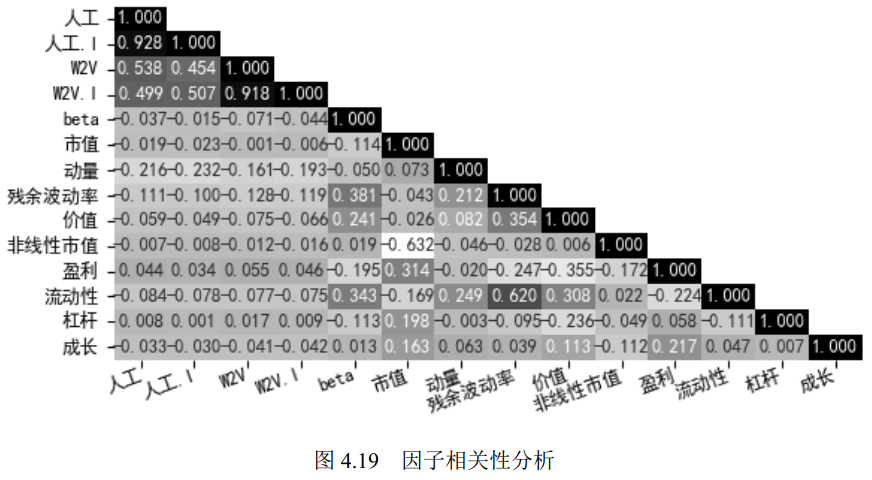 人工 1.000
人工.I 0.928 1.000
W2V 0.538 0.454 1.000
W2V.I 0.499 0.507 0.918 1.000
beta -0.037 -0.015 -0.071 -0.044 1.000
市值 -0.019 -0.023 -0.001 -0.006 -0.114 1.000
动量 -0.216 -0.232 -0.161 -0.193 -0.050 0.073 1.000
残余波动率 -0.111 -0.100 -0.128 -0.119 0.381 -0.043 0.212 1.000
价值 -0.059 -0.049 -0.075 -0.066 0.241 -0.026 0.082 0.354 1.000
非线性市值 -0.007 -0.008 -0.012 -0.016 0.019 -0.632 -0.046 -0.028 0.006 1.000
盈利 0.044 0.034 0.055 0.046 -0.195 0.314 -0.020 -0.247 -0.355 -0.172 1.000
流动性 -0.084 -0.078 -0.077 -0.075 0.343 -0.169 0.249 0.620 0.308 0.022 -0.224 1.000
杠杆 0.008 0.001 0.017 0.009 -0.113 0.198 -0.003 -0.095 -0.236 -0.049 0.058 -0.111 1.000
成长 -0.033 -0.030 -0.041 -0.042 0.013 0.163 0.063 0.039 0.113 -0.112 0.217 0.047 0.007 1.000
人工 人工.I W2V W2V.I beta 市值 动量 残余波动率 价值 非线性市值 盈利 流动性 杠杆 成长
图 4.19 因子相关性分析